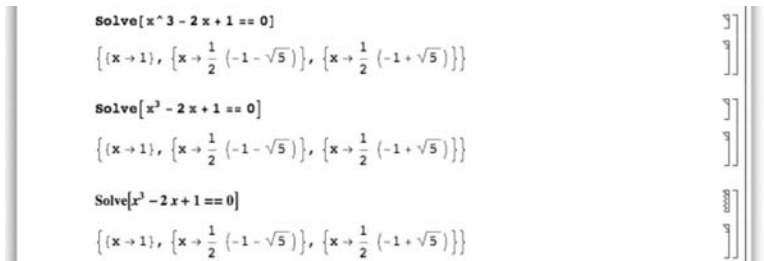 Solve[x^3 - 2 x + 1 == 0]
{{x → 1}, {x → 1/2 (-1 - √5)}, {x → 1/2 (-1 + √5)}}
Solve[x³ - 2 x + 1 == 0]
{{x → 1}, {x → 1/2 (-1 - √5)}, {x → 1/2 (-1 + √5)}}
Solve[x³ - 2 x + 1 == 0]
{{x → 1}, {x → 1/2 (-1 - √5)}, {x → 1/2 (-1 + √5)}}